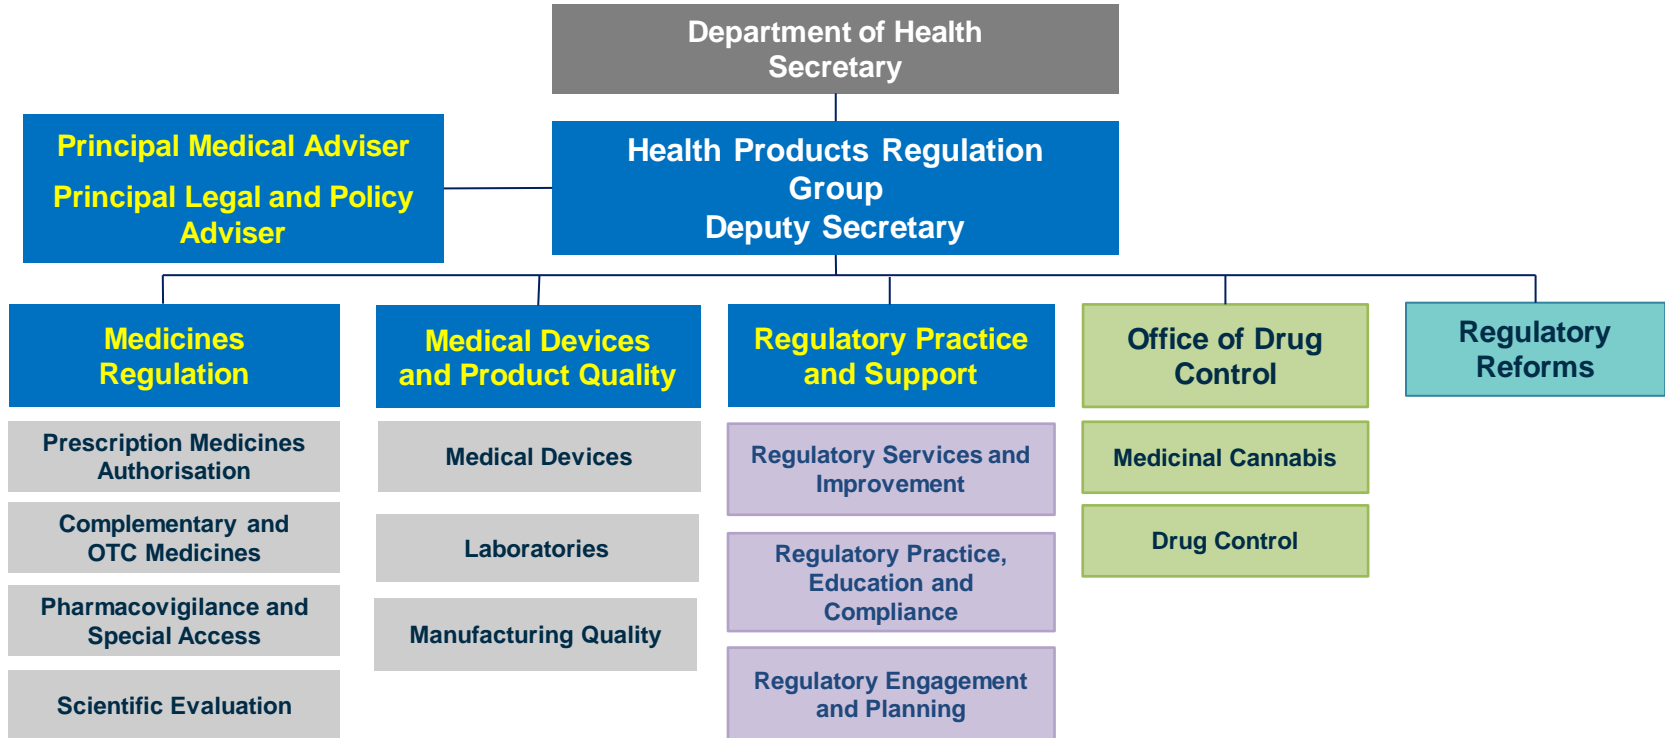 Department of Health
Secretary
Principal Medical Adviser
Principal Legal and Policy
Adviser
Health Products Regulation
Group
Deputy Secretary
Medicines
Regulation
Medical Devices
and Product Quality
Regulatory Practice
and Support
Office of Drug
Control
Regulatory
Reforms
Prescription Medicines
Authorisation
Complementary and
OTC Medicines
Pharmacovigilance and
Special Access
Scientific Evaluation
Medical Devices
Laboratories
Manufacturing Quality
Regulatory Services and
Improvement
Regulatory Practice,
Education and
Compliance
Regulatory Engagement
and Planning
Medicinal Cannabis
Drug Control